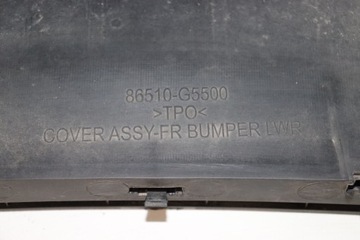 86510-G5500
>TPO<
COVER ASSY-FR BUMPER LWR